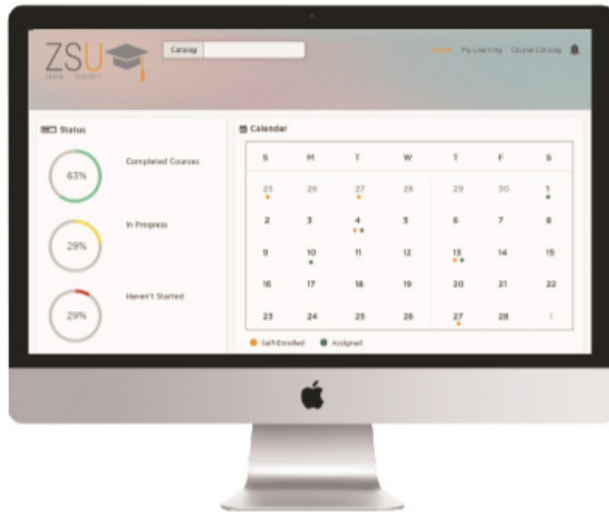 ZSU
Catalog
Home My Learning Course Catalog
Status
Completed Courses
63%
In Progress
29%
Haven't Started
29%
Calendar
S M T W T F S
25 26 27 28 29 30 1
2 3 4 5 6 7 8
9 10 11 12 13 14 15
16 17 18 19 20 21 22
23 24 25 26 27 28 1
Self-Enrolled Assigned